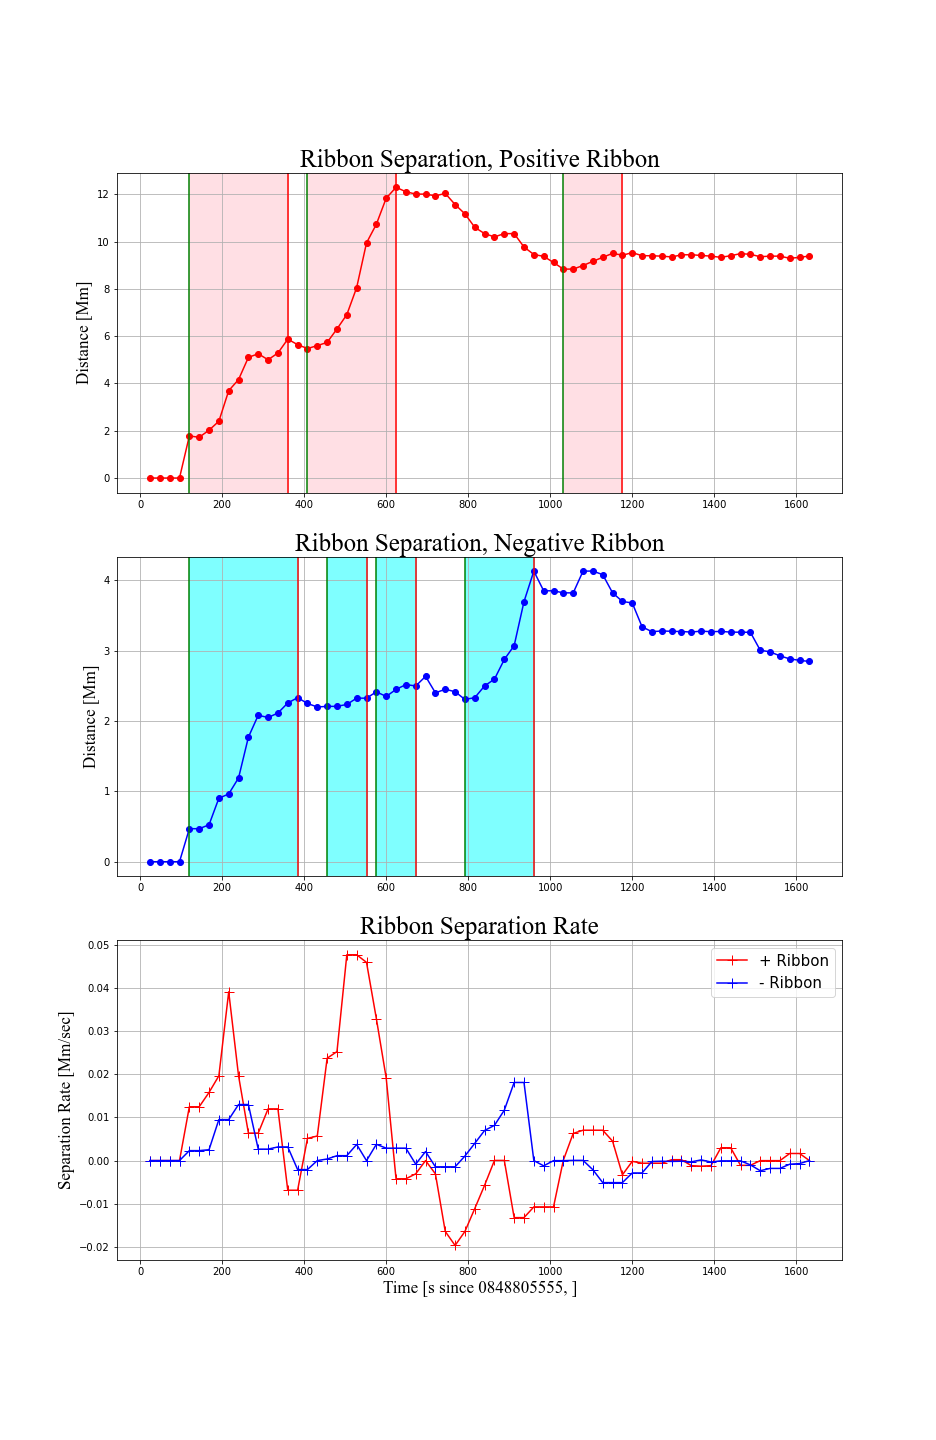 Ribbon Separation, Positive Ribbon
Distance [Mm]
12
10
8
6
4
2
0
0 200 400 600 800 1000 1200 1400 1600
Ribbon Separation, Negative Ribbon
Distance [Mm]
4
3
2
1
0
0 200 400 600 800 1000 1200 1400 1600
Ribbon Separation Rate
Separation Rate [Mm/sec]
0.05
0.04
0.03
0.02
0.01
0.00
−0.01
−0.02
+ Ribbon
- Ribbon
0 200 400 600 800 1000 1200 1400 1600
Time [s since 0848805555, ]